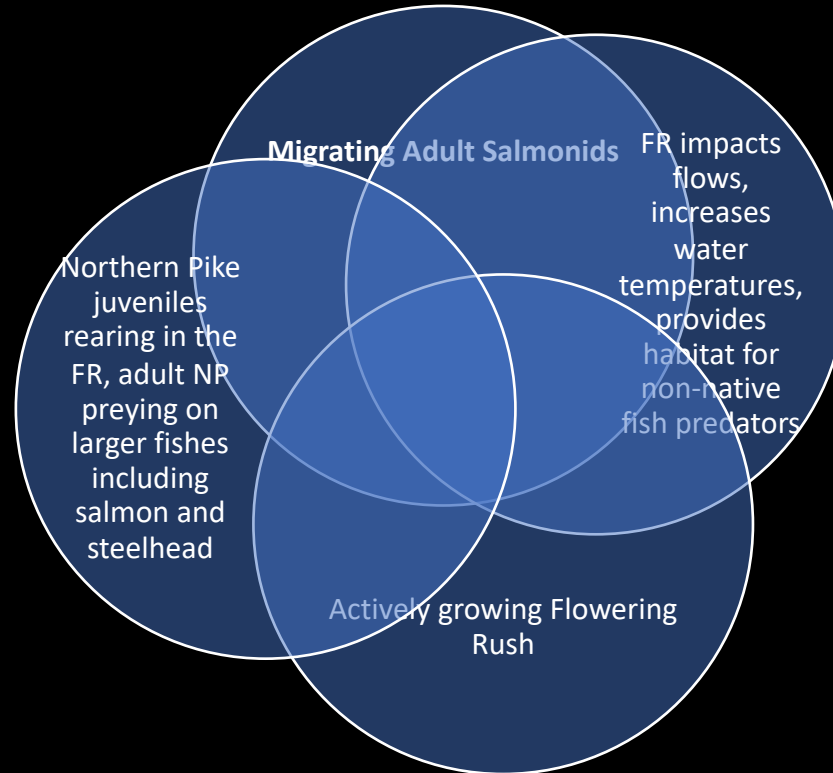 Migrating Adult Salmonids
FR impacts
flows,
increases
water
temperatures,
provides
habitat for
non-native
fish predators
Northern Pike
juveniles
rearing in the
FR, adult NP
preying on
larger fishes
including
salmon and
steelhead
Actively growing Flowering
Rush